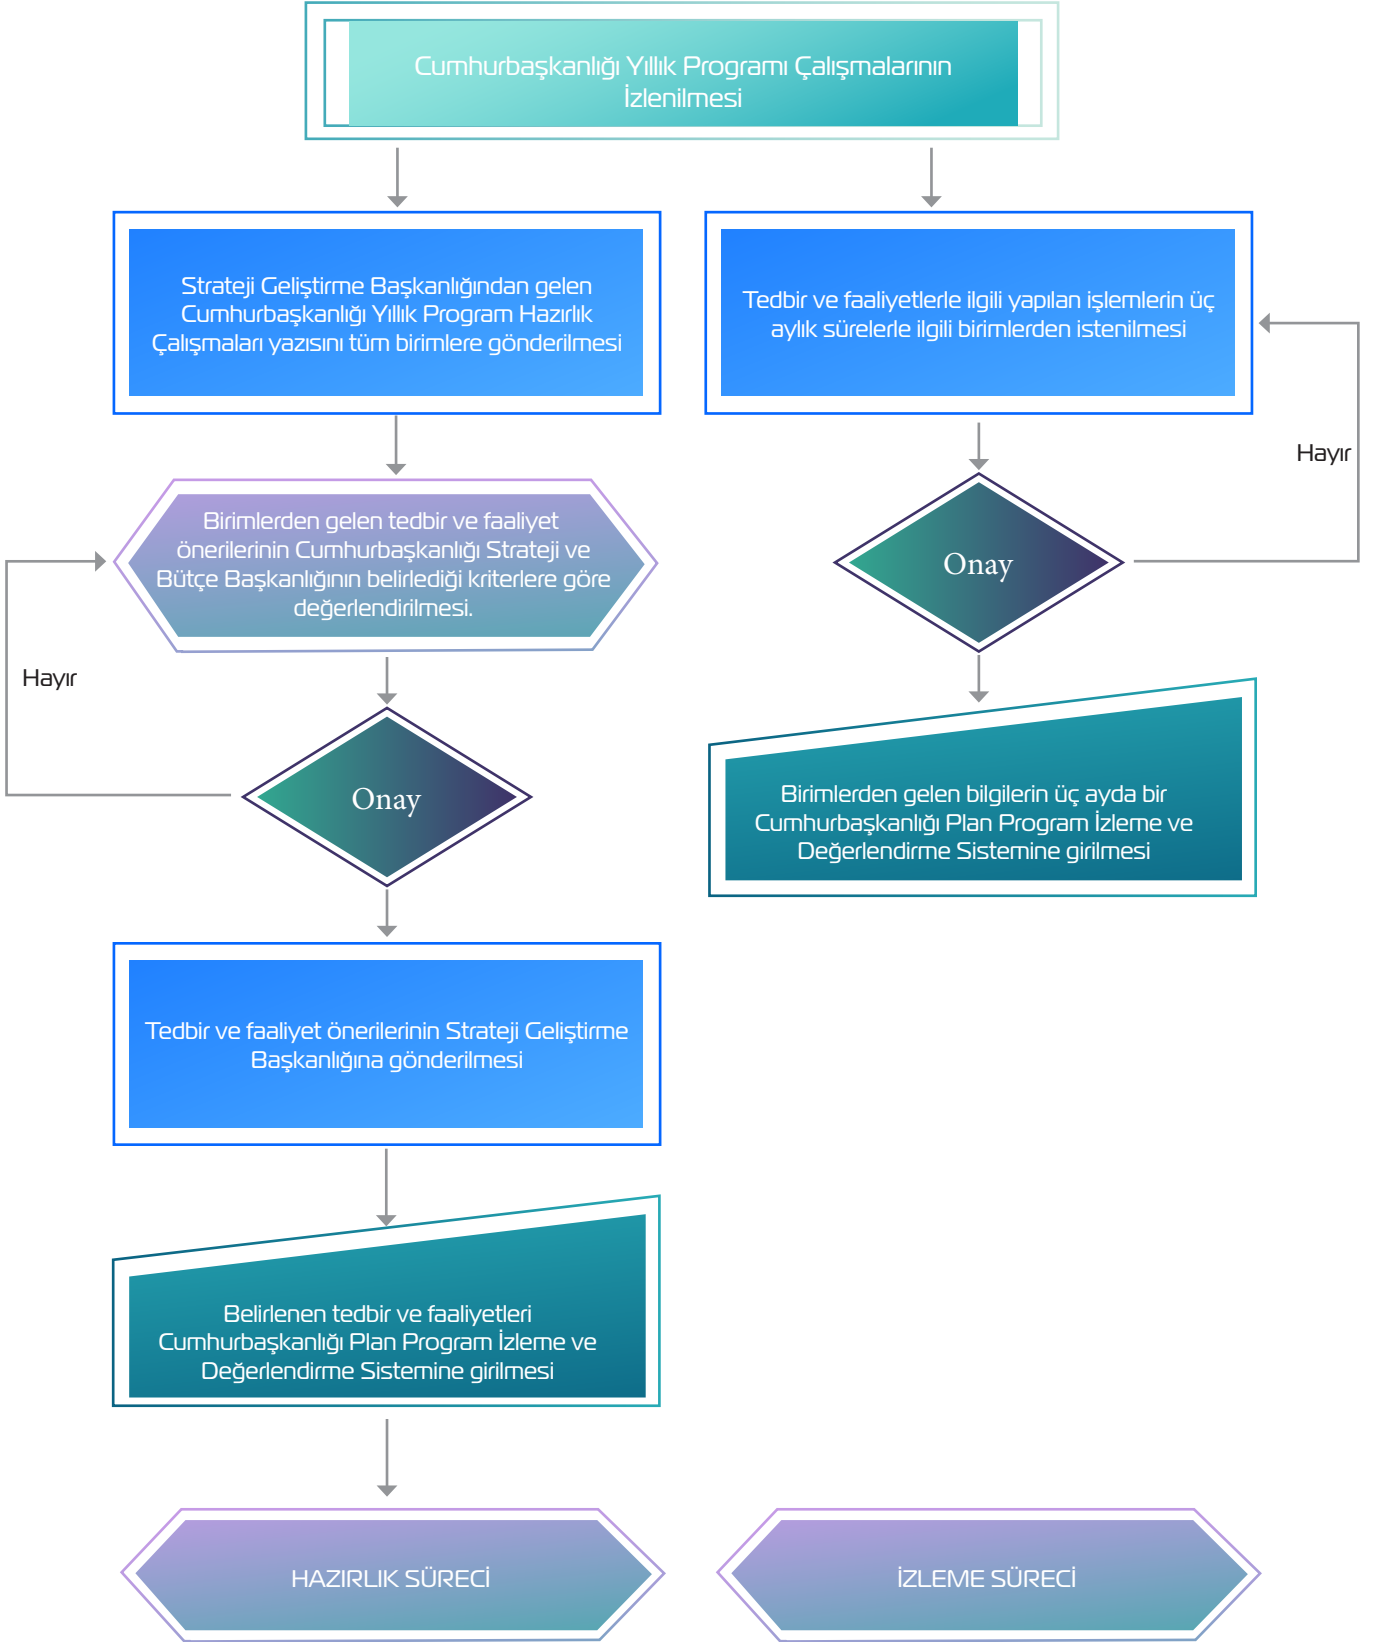 Cumhurbaşkanlığı Yıllık Programı Çalışmalarının
İzlenilmesi
Strateji Geliştirme Başkanlığından gelen
Cumhurbaşkanlığı Yıllık Program Hazırlık
Çalışmaları yazısını tüm birimlere gönderilmesi
Tedbir ve faaliyetlerle ilgili yapılan işlemlerin üç
aylık sürelerle ilgili birimlerden istenilmesi
Hayır
Birimlerden gelen tedbir ve faaliyet
önerilerinin Cumhurbaşkanlığı Strateji ve
Bütçe Başkanlığının belirlediği kriterlere göre
değerlendirilmesi.
Onay
Hayır
Onay
Birimlerden gelen bilgilerin üç ayda bir
Cumhurbaşkanlığı Plan Program İzleme ve
Değerlendirme Sistemine girilmesi
Tedbir ve faaliyet önerilerinin Strateji Geliştirme
Başkanlığına gönderilmesi
Belirlenen tedbir ve faaliyetleri
Cumhurbaşkanlığı Plan Program İzleme ve
Değerlendirme Sistemine girilmesi
HAZIRLIK SÜRECİ
İZLEME SÜRECİ